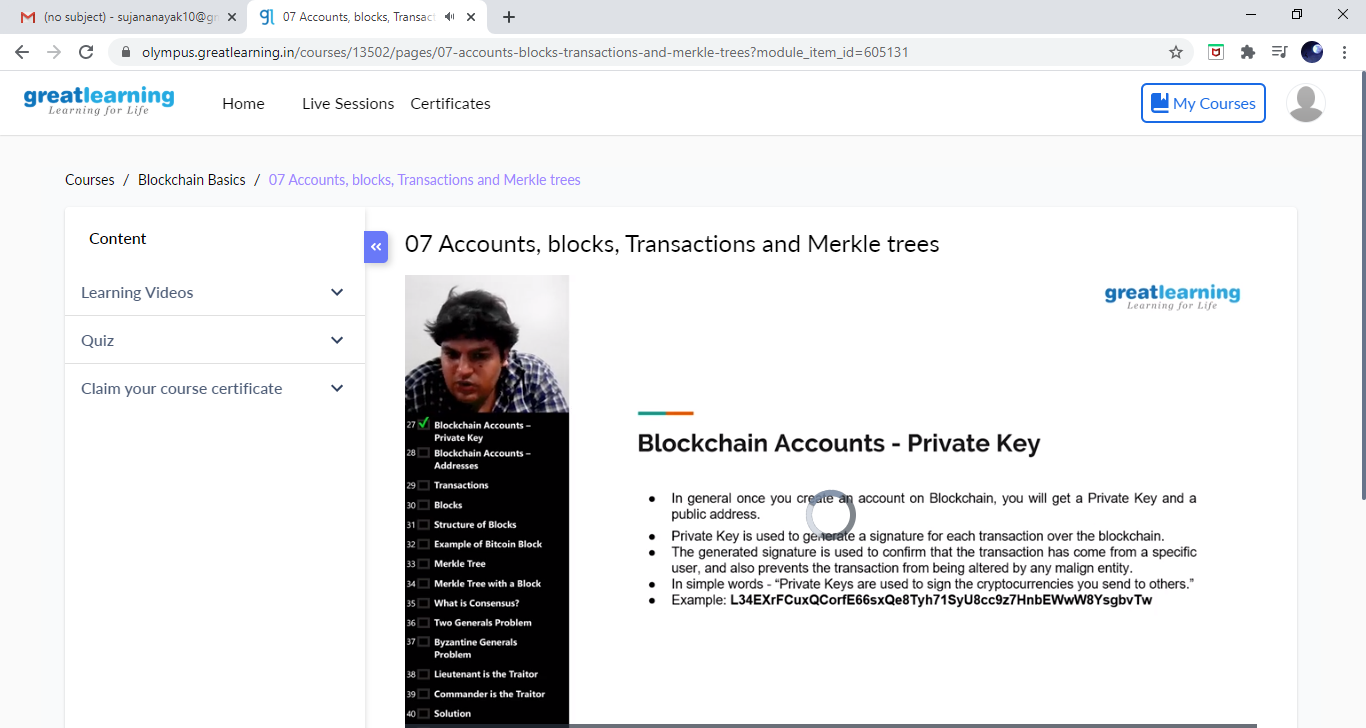 (no subject) - sujananayak10@gm
07 Accounts, blocks, Transact
olympus.greatlearning.in/courses/13502/pages/07-accounts-blocks-transactions-and-merkle-trees?module_item_id=605131
greatlearning
Learning for Life
Home
Live Sessions
Certificates
My Courses
Courses / Blockchain Basics / 07 Accounts, blocks, Transactions and Merkle trees
Content
Learning Videos
Quiz
Claim your course certificate
07 Accounts, blocks, Transactions and Merkle trees
27 Blockchain Accounts –
Private Key
28 Blockchain Accounts –
Addresses
29 Transactions
30 Blocks
31 Structure of Blocks
32 Example of Bitcoin Block
33 Merkle Tree
34 Merkle Tree with a Block
35 What is Consensus?
36 Two Generals Problem
37 Byzantine Generals
Problem
38 Lieutenant is the Traitor
39 Commander is the Traitor
40 Solution
greatlearning
Learning for Life
Blockchain Accounts - Private Key
● In general once you create an account on Blockchain, you will get a Private Key and a
public address.
● Private Key is used to generate a signature for each transaction over the blockchain.
● The generated signature is used to confirm that the transaction has come from a specific
user, and also prevents the transaction from being altered by any malign entity.
● In simple words - “Private Keys are used to sign the cryptocurrencies you send to others.”
● Example: L34EXrFCuxQCorfE66sxQe8Tyh71SyU8cc9z7HnbEWwW8YsgbvTw